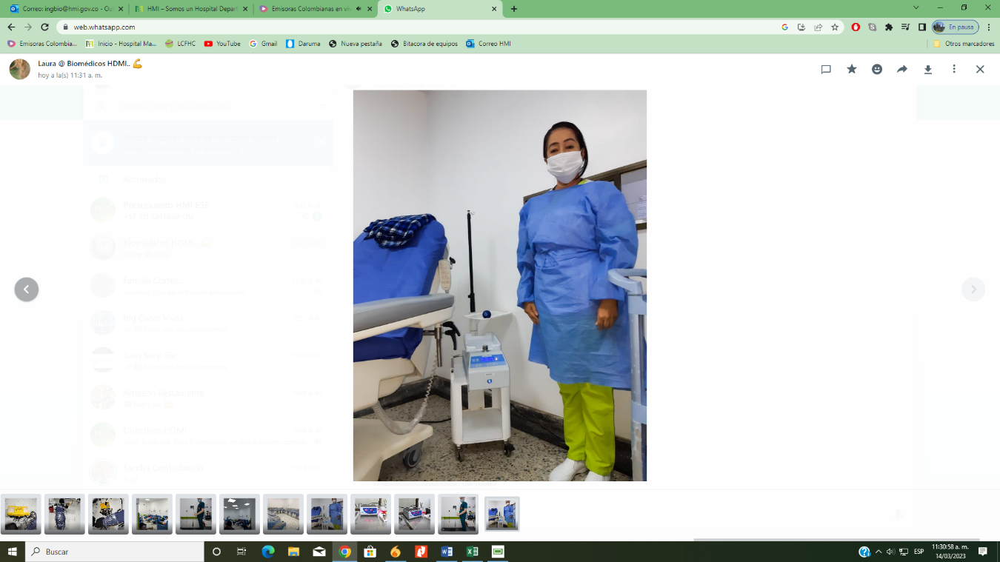 Correo: ingbio@hmi.gov.co - Ou
HMI – Somos un Hospital Depart
Emisoras Colombianas en viv
WhatsApp
web.whatsapp.com
En pausa
Emisoras Colombia...
Inicio - Hospital Ma...
LCFHC
YouTube
Gmail
Daruma
Nueva pestaña
Bitacora de equipos
Correo HMI
Otros marcadores
Laura @ Biomédicos HDMI.. 💪
hoy a la(s) 11:31 a. m.
Archivados
Presupuesto HMI ESE
Biomédicos HDMI..
Familia Cortes...
Ing Oscar Vivas
Amazon Restaurante
Directivas HDMI
Sandra Contratación
Buscar
ESP
11:30:58 a. m.
14/03/2023